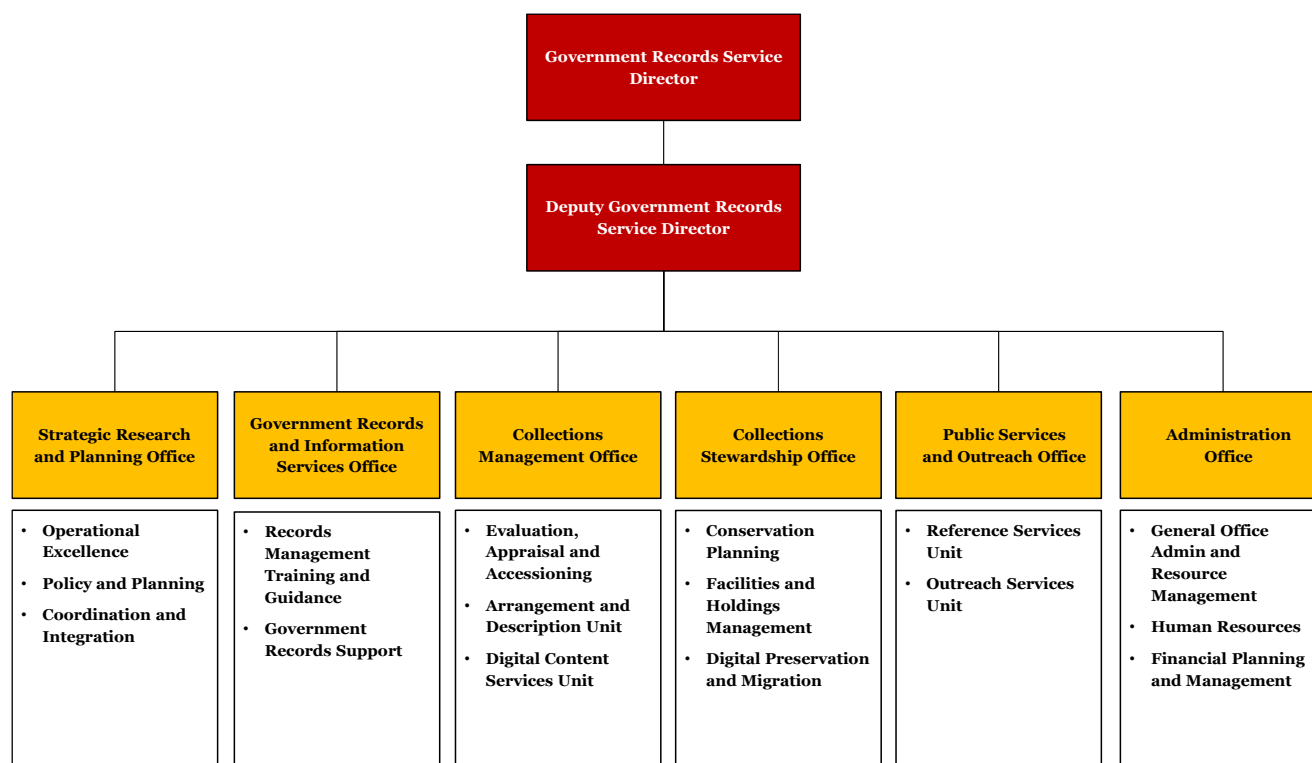 Government Records Service
Director
Deputy Government Records
Service Director
Strategic Research
and Planning Office
Government Records
and Information
Services Office
Collections
Management Office
Collections
Stewardship Office
Public Services
and Outreach Office
Administration
Office
• Operational
Excellence
• Policy and Planning
• Coordination and
Integration
• Records
Management
Training and
Guidance
• Government
Records Support
• Evaluation,
Appraisal and
Accessioning
• Arrangement and
Description Unit
• Digital Content
Services Unit
• Conservation
Planning
• Facilities and
Holdings
Management
• Digital Preservation
and Migration
• Reference Services
Unit
• Outreach Services
Unit
• General Office
Admin and
Resource
Management
• Human Resources
• Financial Planning
and Management